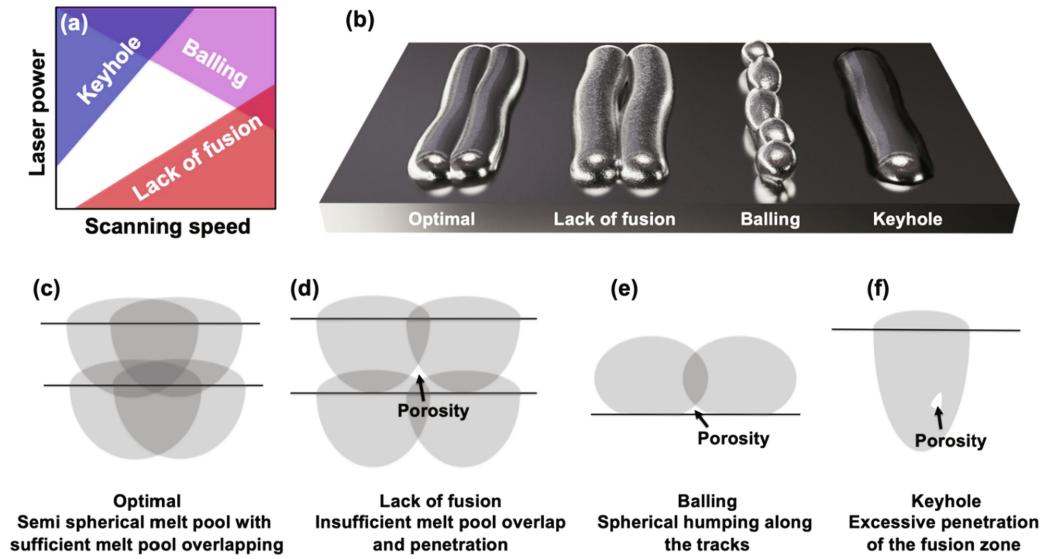 (a)
Keyhole
Balling
Lack of fusion
Laser power
Scanning speed
(b)
Optimal
Lack of fusion
Balling
Keyhole
(c)
(d)
Porosity
(e)
Porosity
(f)
Porosity
Optimal
Semi spherical melt pool with
sufficient melt pool overlapping
Lack of fusion
Insufficient melt pool overlap
and penetration
Balling
Spherical humping along
the tracks
Keyhole
Excessive penetration
of the fusion zone